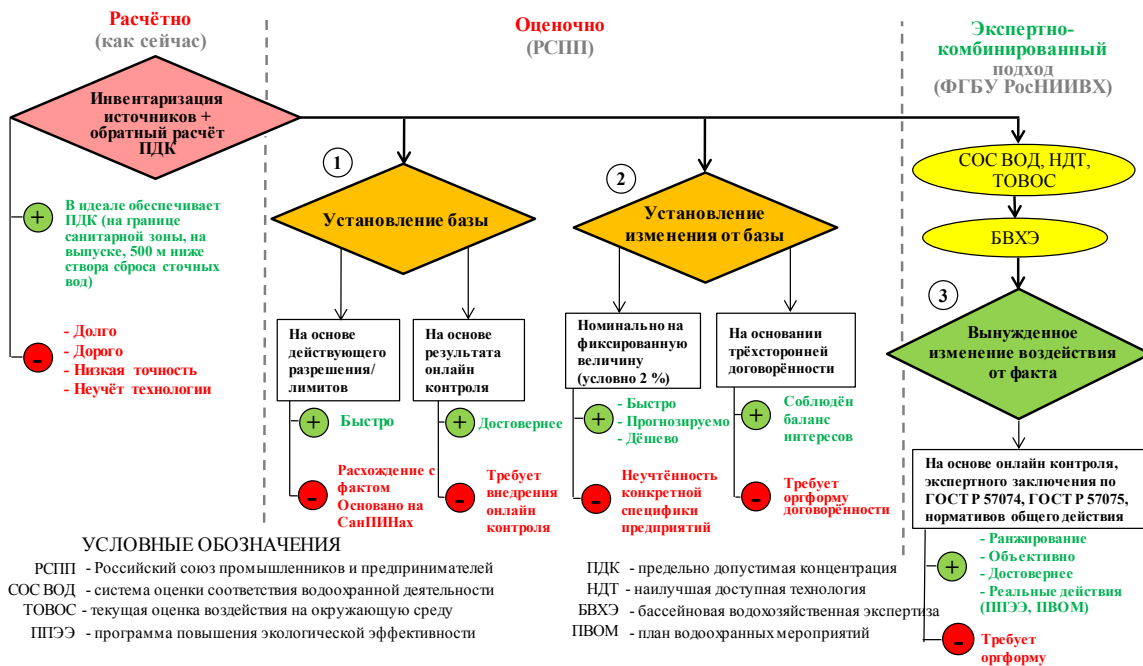 Расчётно
(как сейчас)
Оценочно
(РСПП)
Экспертно-
комбинированный
подход
(ФГБУ РосНИИВХ)
Инвентаризация
источников +
обратный расчёт
ПДК
+
В идеале обеспечивает
ПДК (на границе
санитарной зоны, на
выпуске, 500 м ниже
створа сброса сточных
вод)
-
- Долго
- Дорого
- Низкая точность
- Неучёт технологии
1
Установление базы
На основе
действующего
разрешения/
лимитов
+
Быстро
-
Расхождение с
фактом
Основано на
СанПИНах
На основе
результата
онлайн
контроля
+
Достовернее
-
Требует
внедрения
онлайн
контроля
2
Установление
изменения от базы
Номинально на
фиксированную
величину
(условно 2 %)
+
- Быстро
- Прогнозируемо
- Дёшево
-
Неучтённость
конкретной
специфики
предприятий
На основании
трёхсторонней
договорённости
+
Соблюдён
баланс
интересов
-
Требует
оргформу
договорённости
СОС ВОД, НДТ,
ТОВОС
БВХЭ
3
Вынужденное
изменение воздействия
от факта
На основе онлайн контроля,
экспертного заключения по
ГОСТ Р 57074, ГОСТ Р 57075,
нормативов общего действия
+
- Ранжирование
- Объективно
- Достовернее
- Реальные действия
(ППЭЭ, ПВОМ)
-
Требует
оргформу
УСЛОВНЫЕ ОБОЗНАЧЕНИЯ
РСПП - Российский союз промышленников и предпринимателей
СОС ВОД - система оценки соответствия водоохранной деятельности
ТОВОС - текущая оценка воздействия на окружающую среду
ППЭЭ - программа повышения экологической эффективности
ПДК - предельно допустимая концентрация
НДТ - наилучшая доступная технология
БВХЭ - бассейновая водохозяйственная экспертиза
ПВОМ - план водоохранных мероприятий